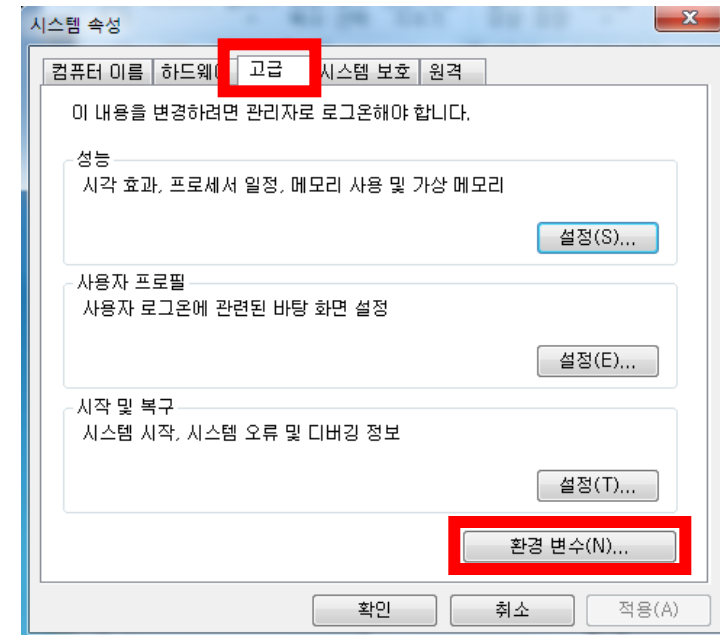 시스템 속성
컴퓨터 이름 하드웨어 고급 시스템 보호 원격
이 내용을 변경하려면 관리자로 로그온해야 합니다.
성능
시각 효과, 프로세서 일정, 메모리 사용 및 가상 메모리
설정(S)...
사용자 프로필
사용자 로그온에 관련된 바탕 화면 설정
설정(E)...
시작 및 복구
시스템 시작, 시스템 오류 및 디버깅 정보
설정(T)...
환경 변수(N)...
확인 취소 적용(A)